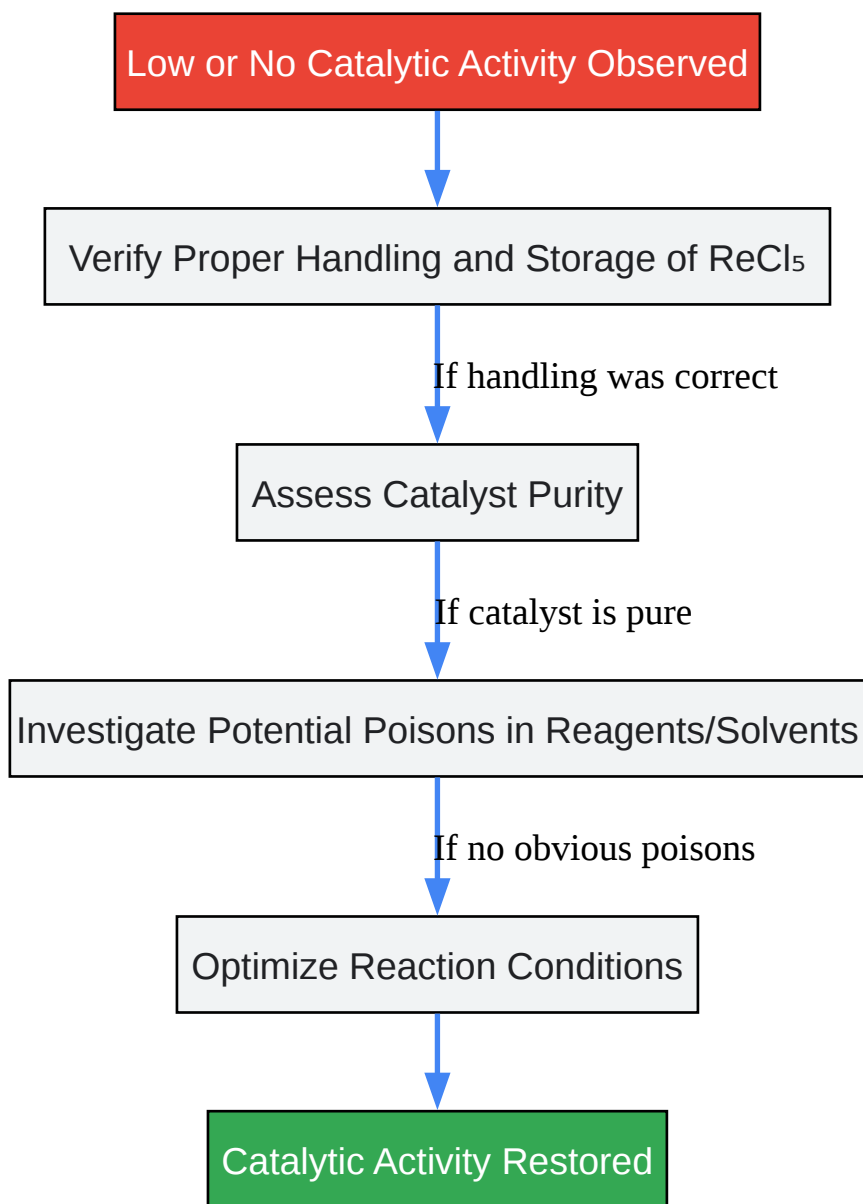 Low or No Catalytic Activity Observed
Verify Proper Handling and Storage of ReCl₅
If handling was correct
Assess Catalyst Purity
If catalyst is pure
Investigate Potential Poisons in Reagents/Solvents
If no obvious poisons
Optimize Reaction Conditions
Catalytic Activity Restored